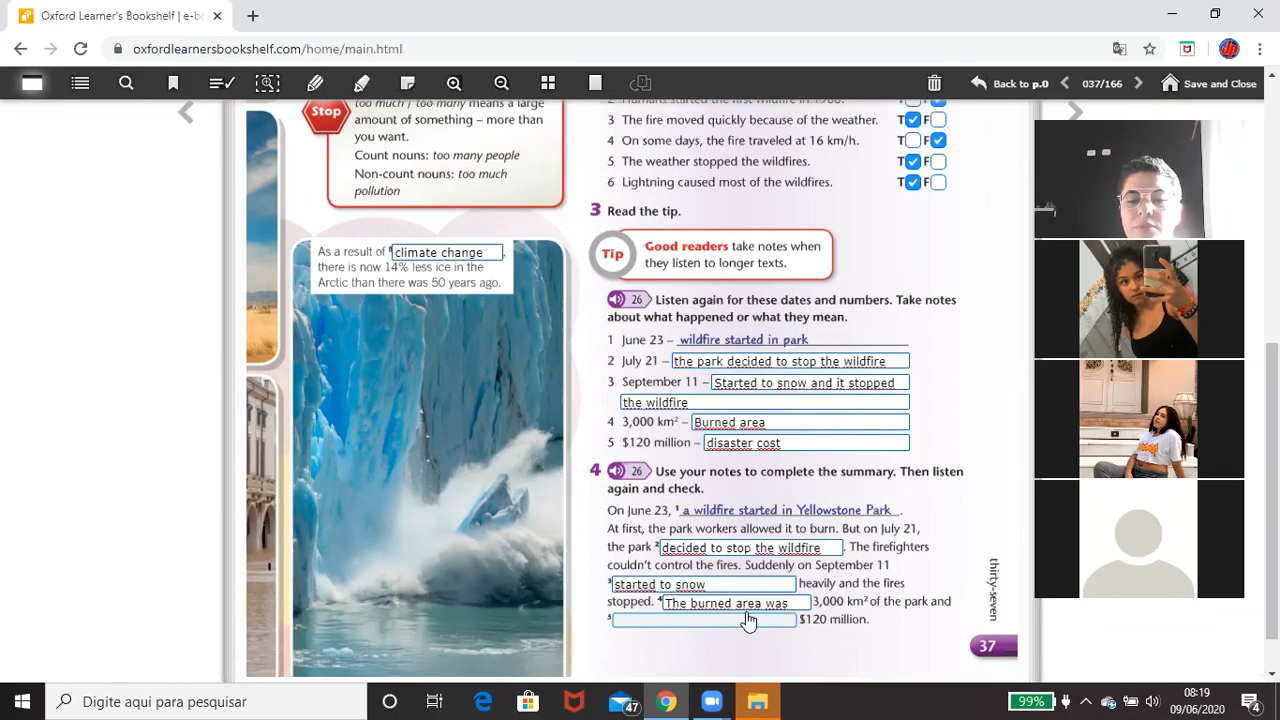 Oxford Learner's Bookshelf | e-bo
oxfordlearnersbookshelf.com/home/main.html
Back to p.0
037/166
Save and Close
Stop
too much / too many means a large
amount of something – more than
you want.
Count nouns: too many people
Non-count nouns: too much
pollution
As a result of 8 climate change ,
there is now 14% less ice in the
Arctic than there was 50 years ago.
2 Humans started the first wildfire in 1988.
3 The fire moved quickly because of the weather. T F
4 On some days, the fire traveled at 16 km/h. T F
5 The weather stopped the wildfires. T F
6 Lightning caused most of the wildfires. T F
3 Read the tip.
Tip
Good readers take notes when
they listen to longer texts.
26 Listen again for these dates and numbers. Take notes
about what happened or what they mean.
1 June 23 – wildfire started in park
2 July 21 – the park decided to stop the wildfire
3 September 11 – Started to snow and it stopped
the wildfire
4 3,000 km² – Burned area
5 $120 million – disaster cost
4 26 Use your notes to complete the summary. Then listen
again and check.
On June 23, 1 a wildfire started in Yellowstone Park .
At first, the park workers allowed it to burn. But on July 21,
the park 2 decided to stop the wildfire . The firefighters
couldn't control the fires. Suddenly on September 11
3 started to snow heavily and the fires
stopped. 4 The burned area was 3,000 km² of the park and
5 $120 million.
thirty-seven
37
Digite aqui para pesquisar
47
99%
08:19
09/06/2020
4